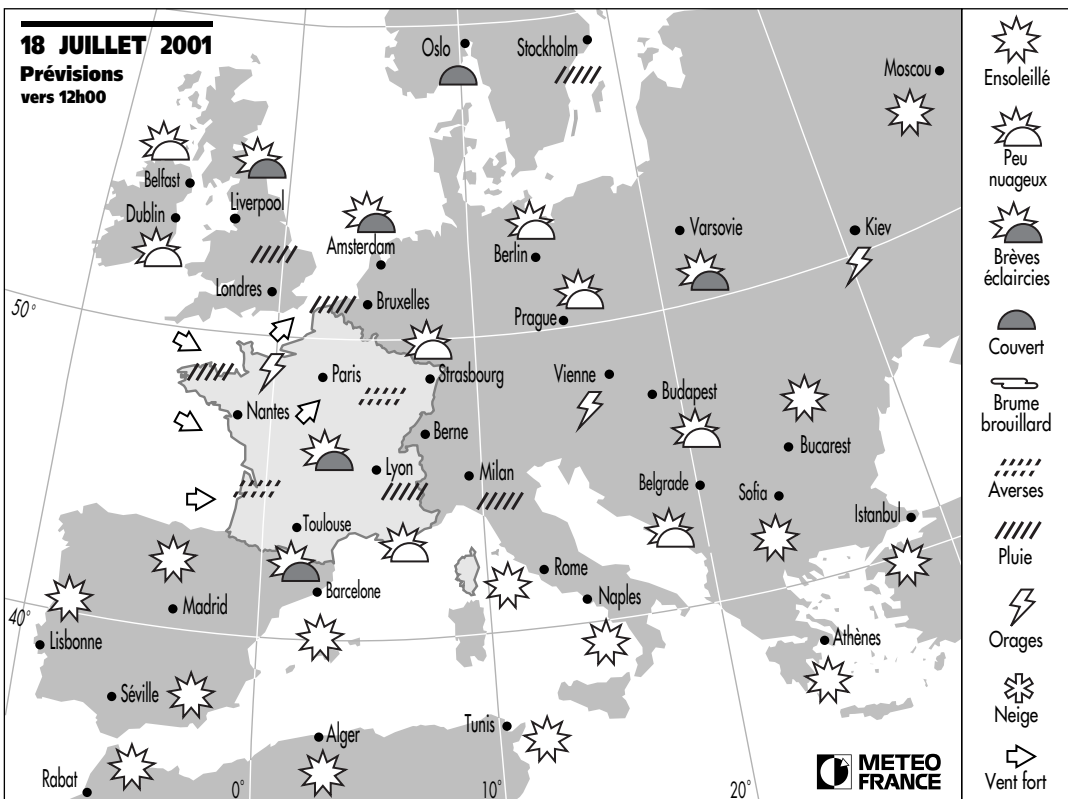 18 JUILLET 2001
Prévisions
vers 12h00
Oslo
Stockholm
Moscou
Belfast
Liverpool
Dublin
Amsterdam
Berlin
Varsovie
Kiev
Londres
Bruxelles
50°
Prague
Paris
Strasbourg
Vienne
Budapest
Nantes
Berne
Bucarest
Lyon
Milan
Belgrade
Sofia
Istanbul
Toulouse
Rome
Barcelone
Naples
Madrid
40°
Lisbonne
Athènes
Séville
Tunis
Alger
Rabat
0°
10°
20°
METEO
FRANCE
Ensoleillé
Peu
nuageux
Brèves
éclaircies
Couvert
Brume
brouillard
Averses
Pluie
Orages
Neige
Vent fort